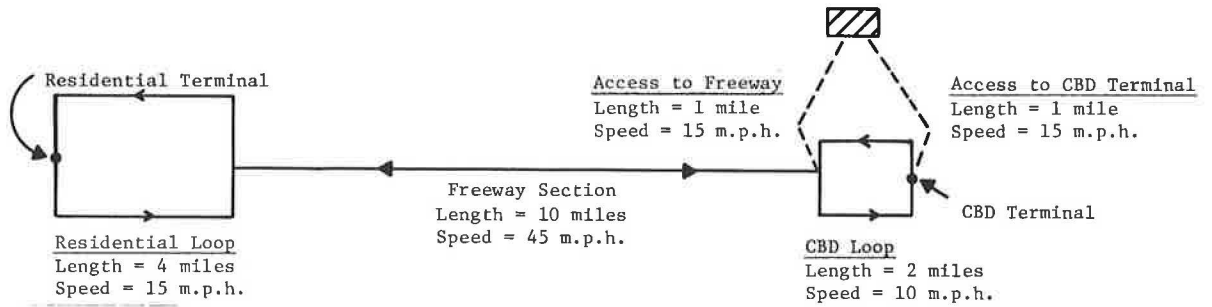 Residential Terminal
Access to Freeway
Length = 1 mile
Speed = 15 m.p.h.
Access to CBD Terminal
Length = 1 mile
Speed = 15 m.p.h.
Freeway Section
Length = 10 miles
Speed = 45 m.p.h.
CBD Terminal
Residential Loop
Length = 4 miles
Speed = 15 m.p.h.
CBD Loop
Length = 2 miles
Speed = 10 m.p.h.